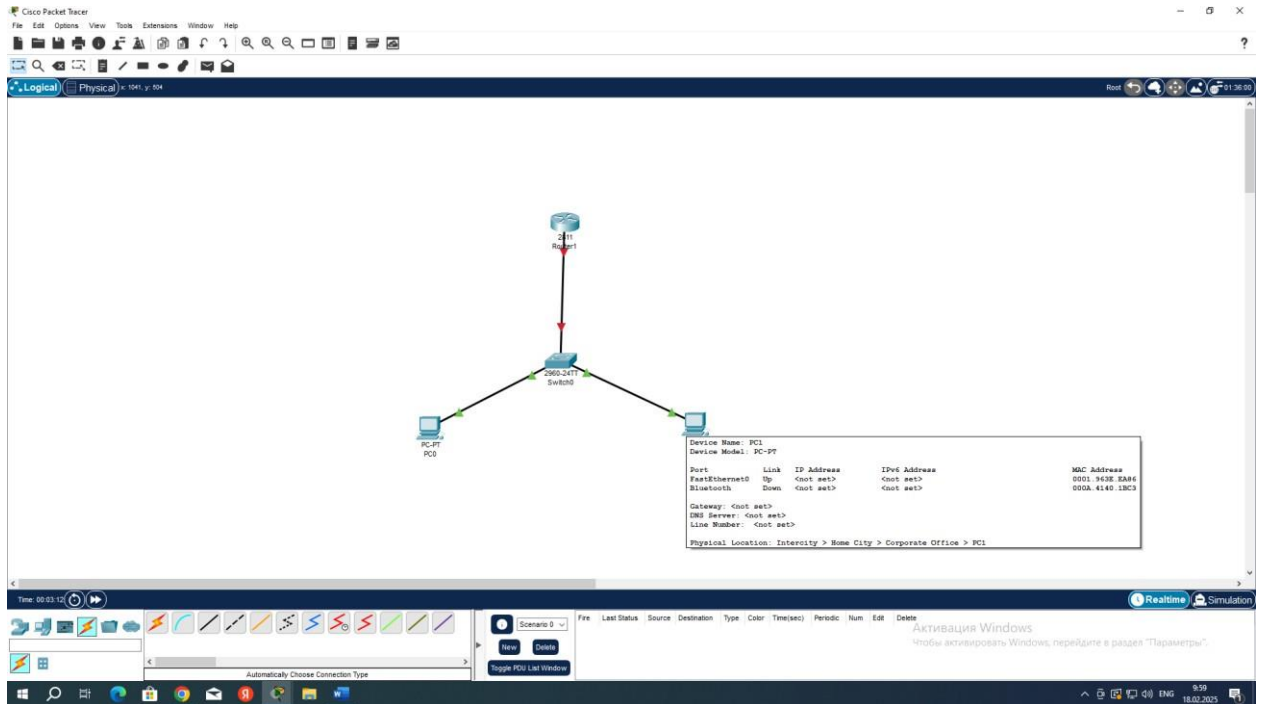 Cisco Packet Tracer
File Edit Options View Tools Extensions Window Help
?
Logical Physical x: 1041, y: 504 Root 01:36:00
2811
Router1
2960-24TT
Switch0
PC-PT
PC0
Device Name: PC1
Device Model: PC-PT
Port Link IP Address IPv6 Address MAC Address
FastEthernet0 Up <not set> <not set> 0001.963E.EA86
Bluetooth Down <not set> <not set> 000A.4140.1BC3
Gateway: <not set>
DNS Server: <not set>
Line Number: <not set>
Physical Location: Intercity > Home City > Corporate Office > PC1
Time: 00:03:12 Realtime Simulation
Scenario 0
New Delete
Toggle PDU List Window
Fire Last Status Source Destination Type Color Time(sec) Periodic Num Edit Delete
Активация Windows
Чтобы активировать Windows, перейдите в раздел "Параметры".
Automatically Choose Connection Type
ENG 9:59
18.02.2025